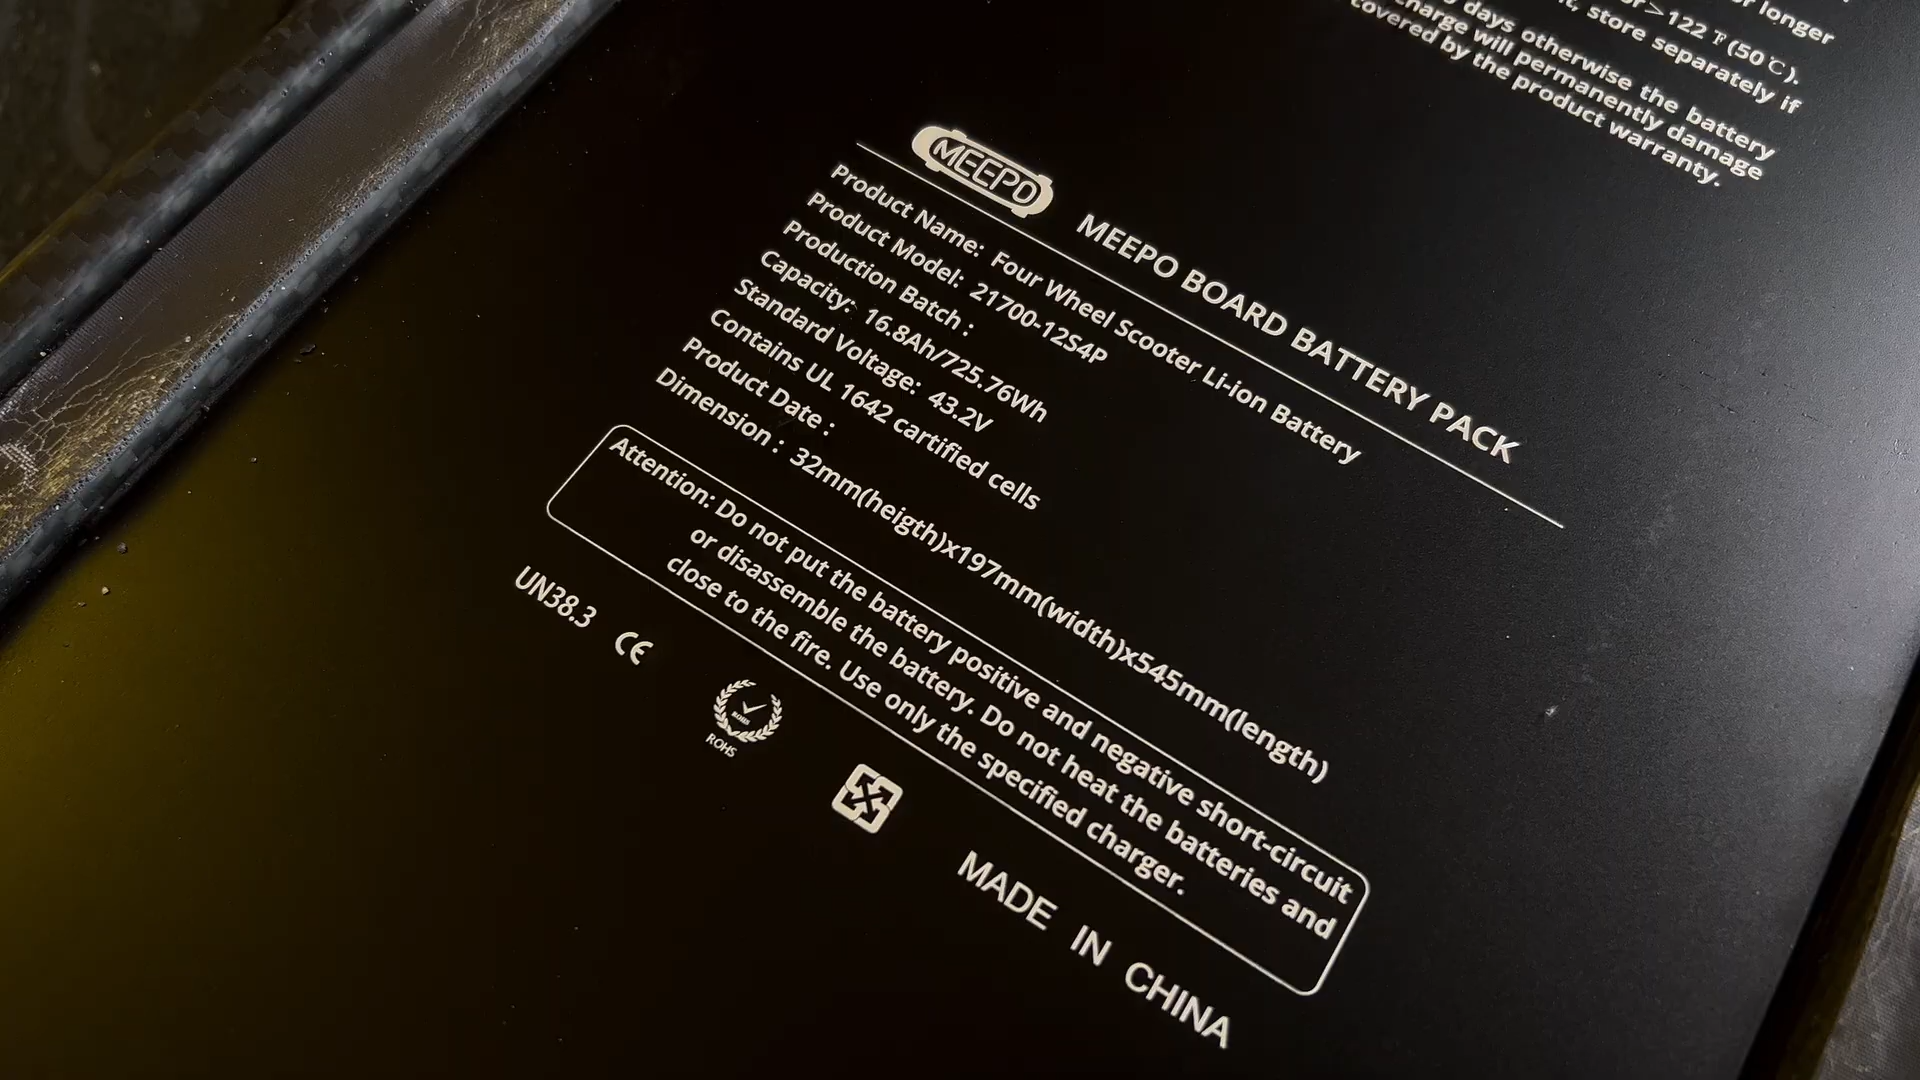 or longer
or >122 ℉ (50℃).
store separately if
days otherwise the battery
charge will permanently damage
covered by the product warranty.
MEEPO
MEEPO BOARD BATTERY PACK
Product Name: Four Wheel Scooter Li-ion Battery
Product Model: 21700-12S4P
Production Batch :
Capacity: 16.8Ah/725.76Wh
Standard Voltage: 43.2V
Contains UL 1642 cartified cells
Product Date :
Dimension : 32mm(heigth)x197mm(width)x545mm(length)
Attention: Do not put the battery positive and negative short-circuit
or disassemble the battery. Do not heat the batteries and
close to the fire. Use only the specified charger.
UN38.3
CE
ROHS
ROHS
MADE IN CHINA